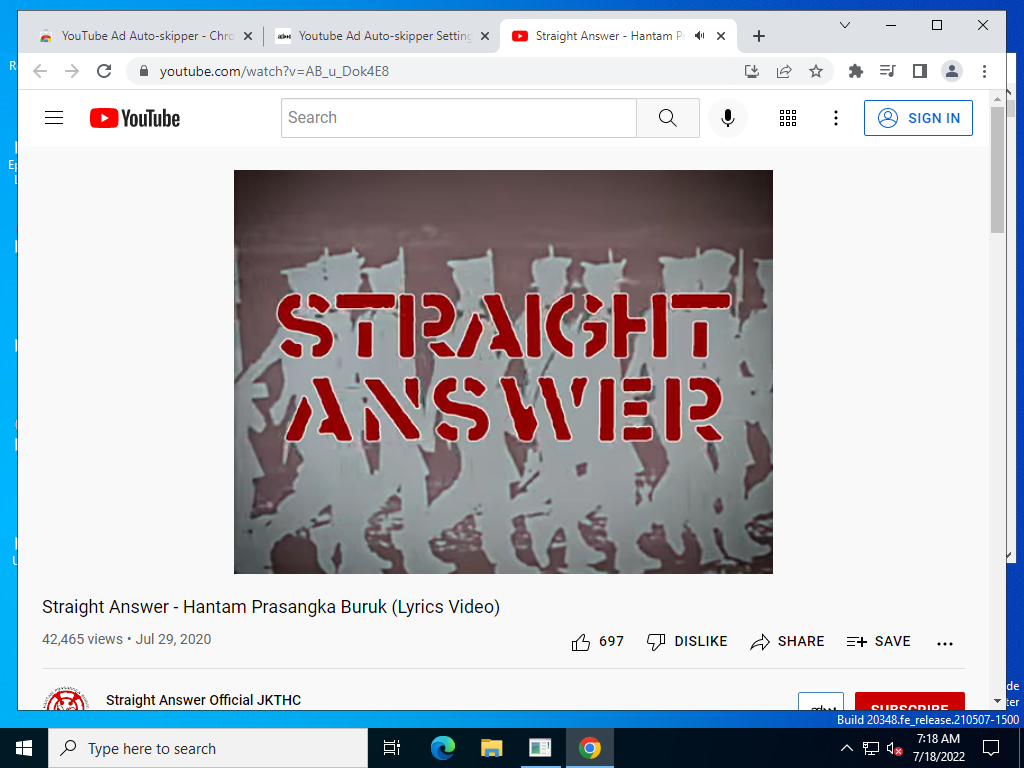 YouTube Ad Auto-skipper - Chro
Youtube Ad Auto-skipper Setting
Straight Answer - Hantam Pr
youtube.com/watch?v=AB_u_Dok4E8
YouTube
Search
SIGN IN
STRAIGHT
ANSWER
Straight Answer - Hantam Prasangka Buruk (Lyrics Video)
42,465 views • Jul 29, 2020
697
DISLIKE
SHARE
SAVE
Straight Answer Official JKTHC
SUBSCRIBE
Build 20348.fe_release.210507-1500
Type here to search
7:18 AM
7/18/2022